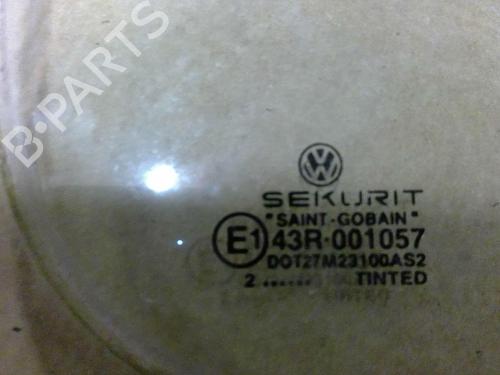 B·PARTS
SEKURIT
"SAINT-GOBAIN"
E1 43R-001057
DOT27M23100AS2
2 ...... TINTED